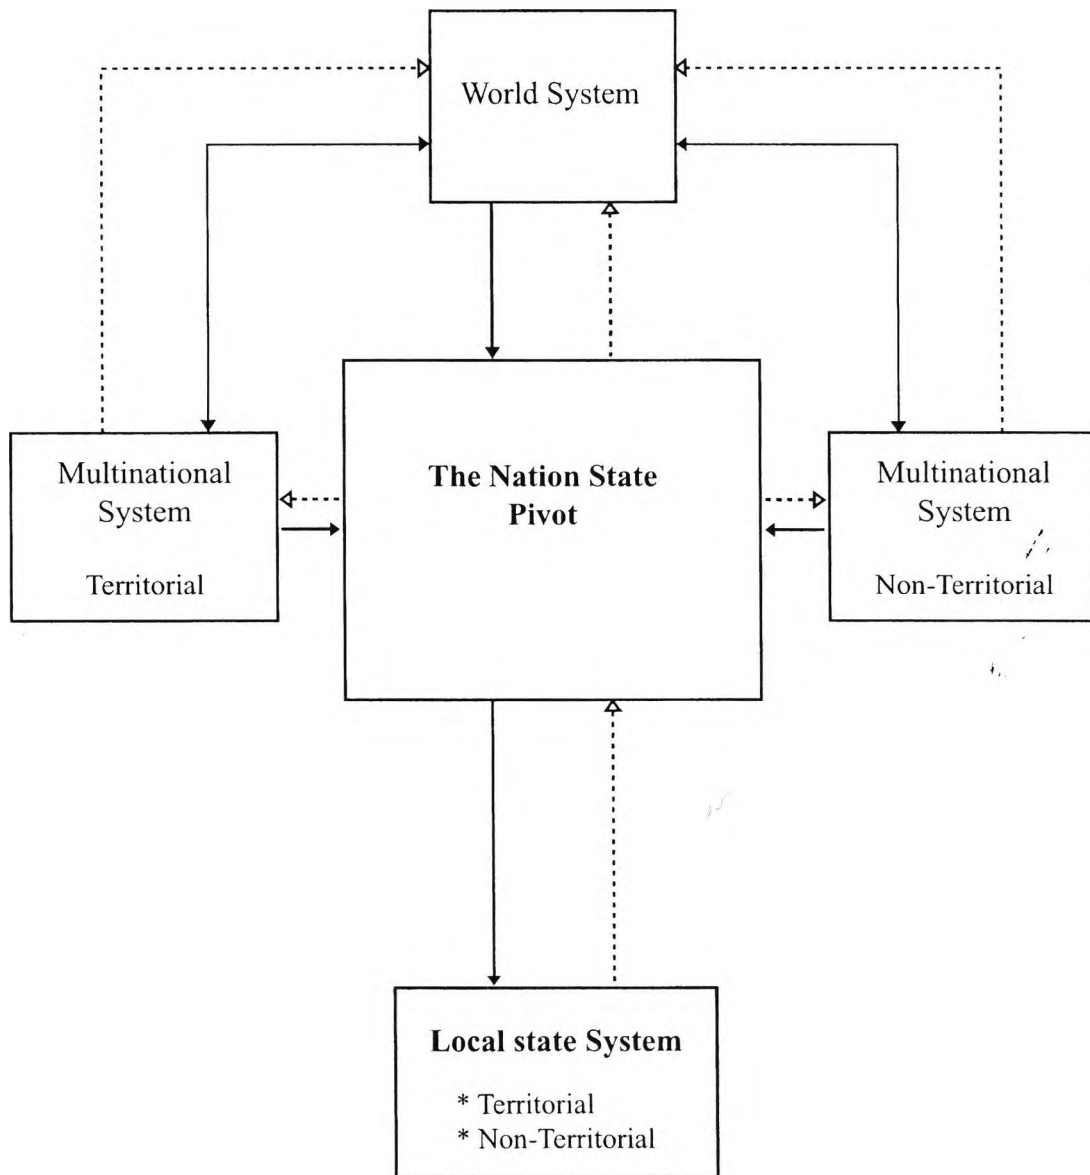 World System
Multinational
System
Territorial
The Nation State
Pivot
Multinational
System
Non-Territorial
Local state System
* Territorial
* Non-Territorial